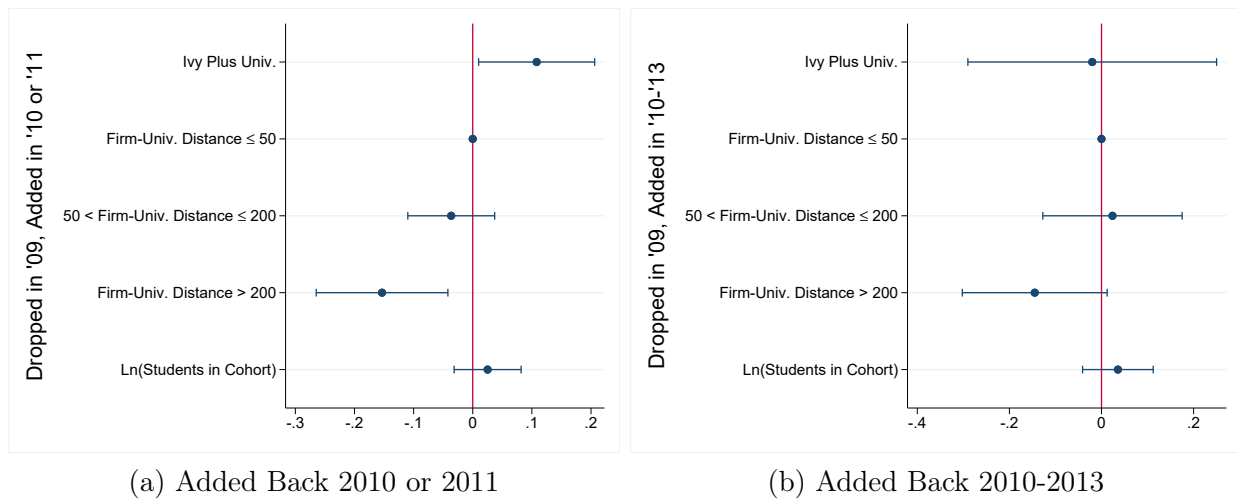 Dropped in '09, Added in '10 or '11
Ivy Plus Univ.
Firm-Univ. Distance ≤ 50
50 < Firm-Univ. Distance ≤ 200
Firm-Univ. Distance > 200
Ln(Students in Cohort)
-.3 -.2 -.1 0 .1 .2
(a) Added Back 2010 or 2011
Dropped in '09, Added in '10-'13
Ivy Plus Univ.
Firm-Univ. Distance ≤ 50
50 < Firm-Univ. Distance ≤ 200
Firm-Univ. Distance > 200
Ln(Students in Cohort)
-.4 -.2 0 .2
(b) Added Back 2010-2013